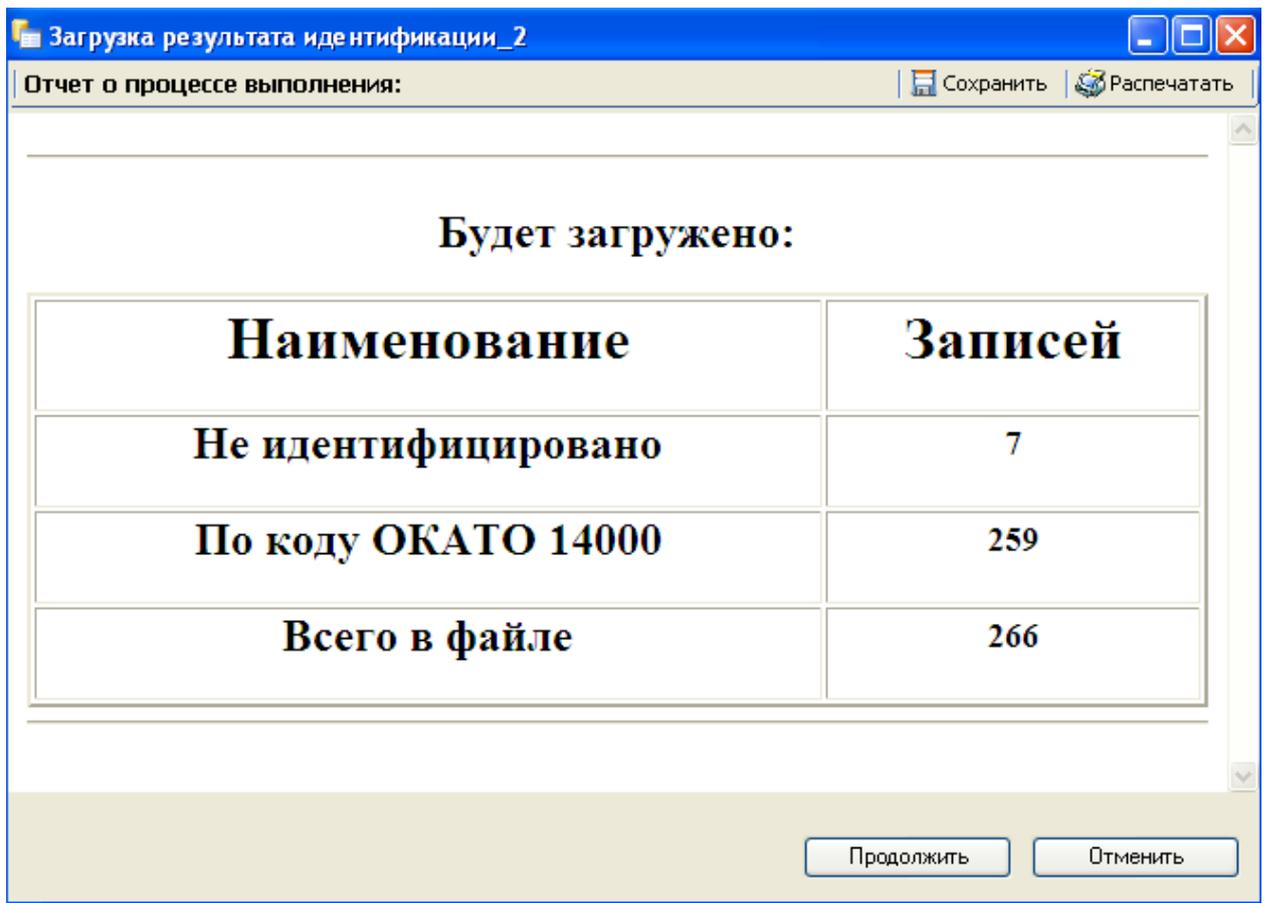 Загрузка результата идентификации_2
Отчет о процессе выполнения: Сохранить Распечатать
Будет загружено:
Наименование Записей
Не идентифицировано 7
По коду ОКАТО 14000 259
Всего в файле 266
Продолжить Отменить